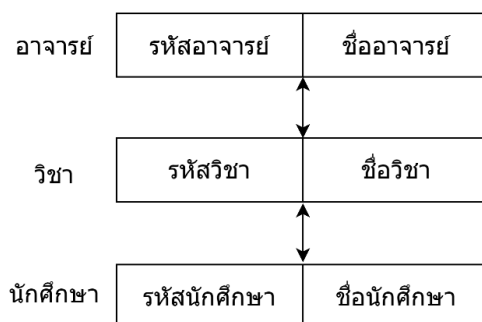 อาจารย์ รหัสอาจารย์ ชื่ออาจารย์
วิชา รหัสวิชา ชื่อวิชา
นักศึกษา รหัสนักศึกษา ชื่อนักศึกษา